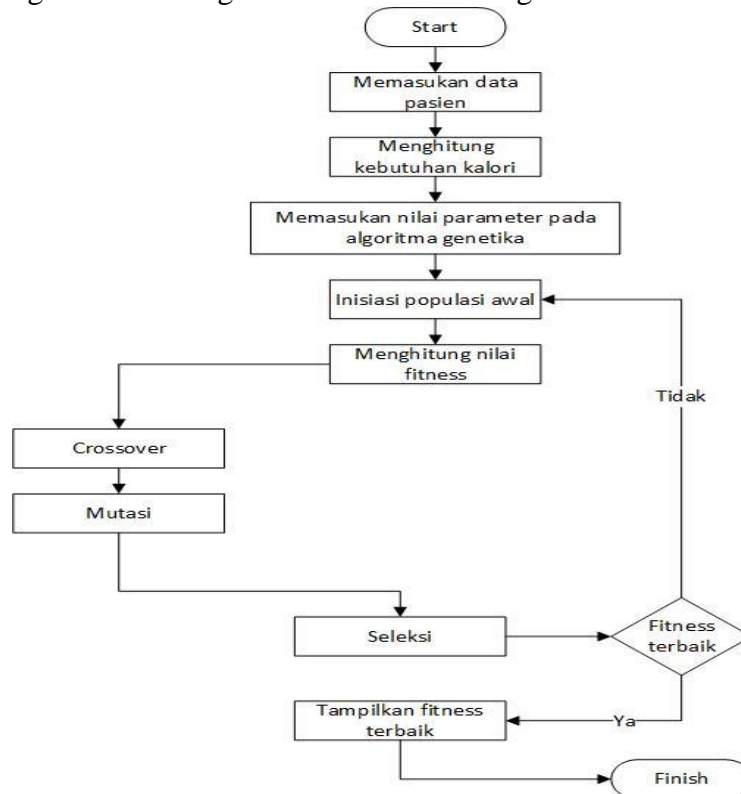 Start
Memasukan data
pasien
Menghitung
kebutuhan kalori
Memasukan nilai parameter pada
algoritma genetika
Inisiasi populasi awal
Menghitung nilai
fitness
Tidak
Crossover
Mutasi
Seleksi
Fitness
terbaik
Tampilkan fitness
terbaik
Ya
Finish